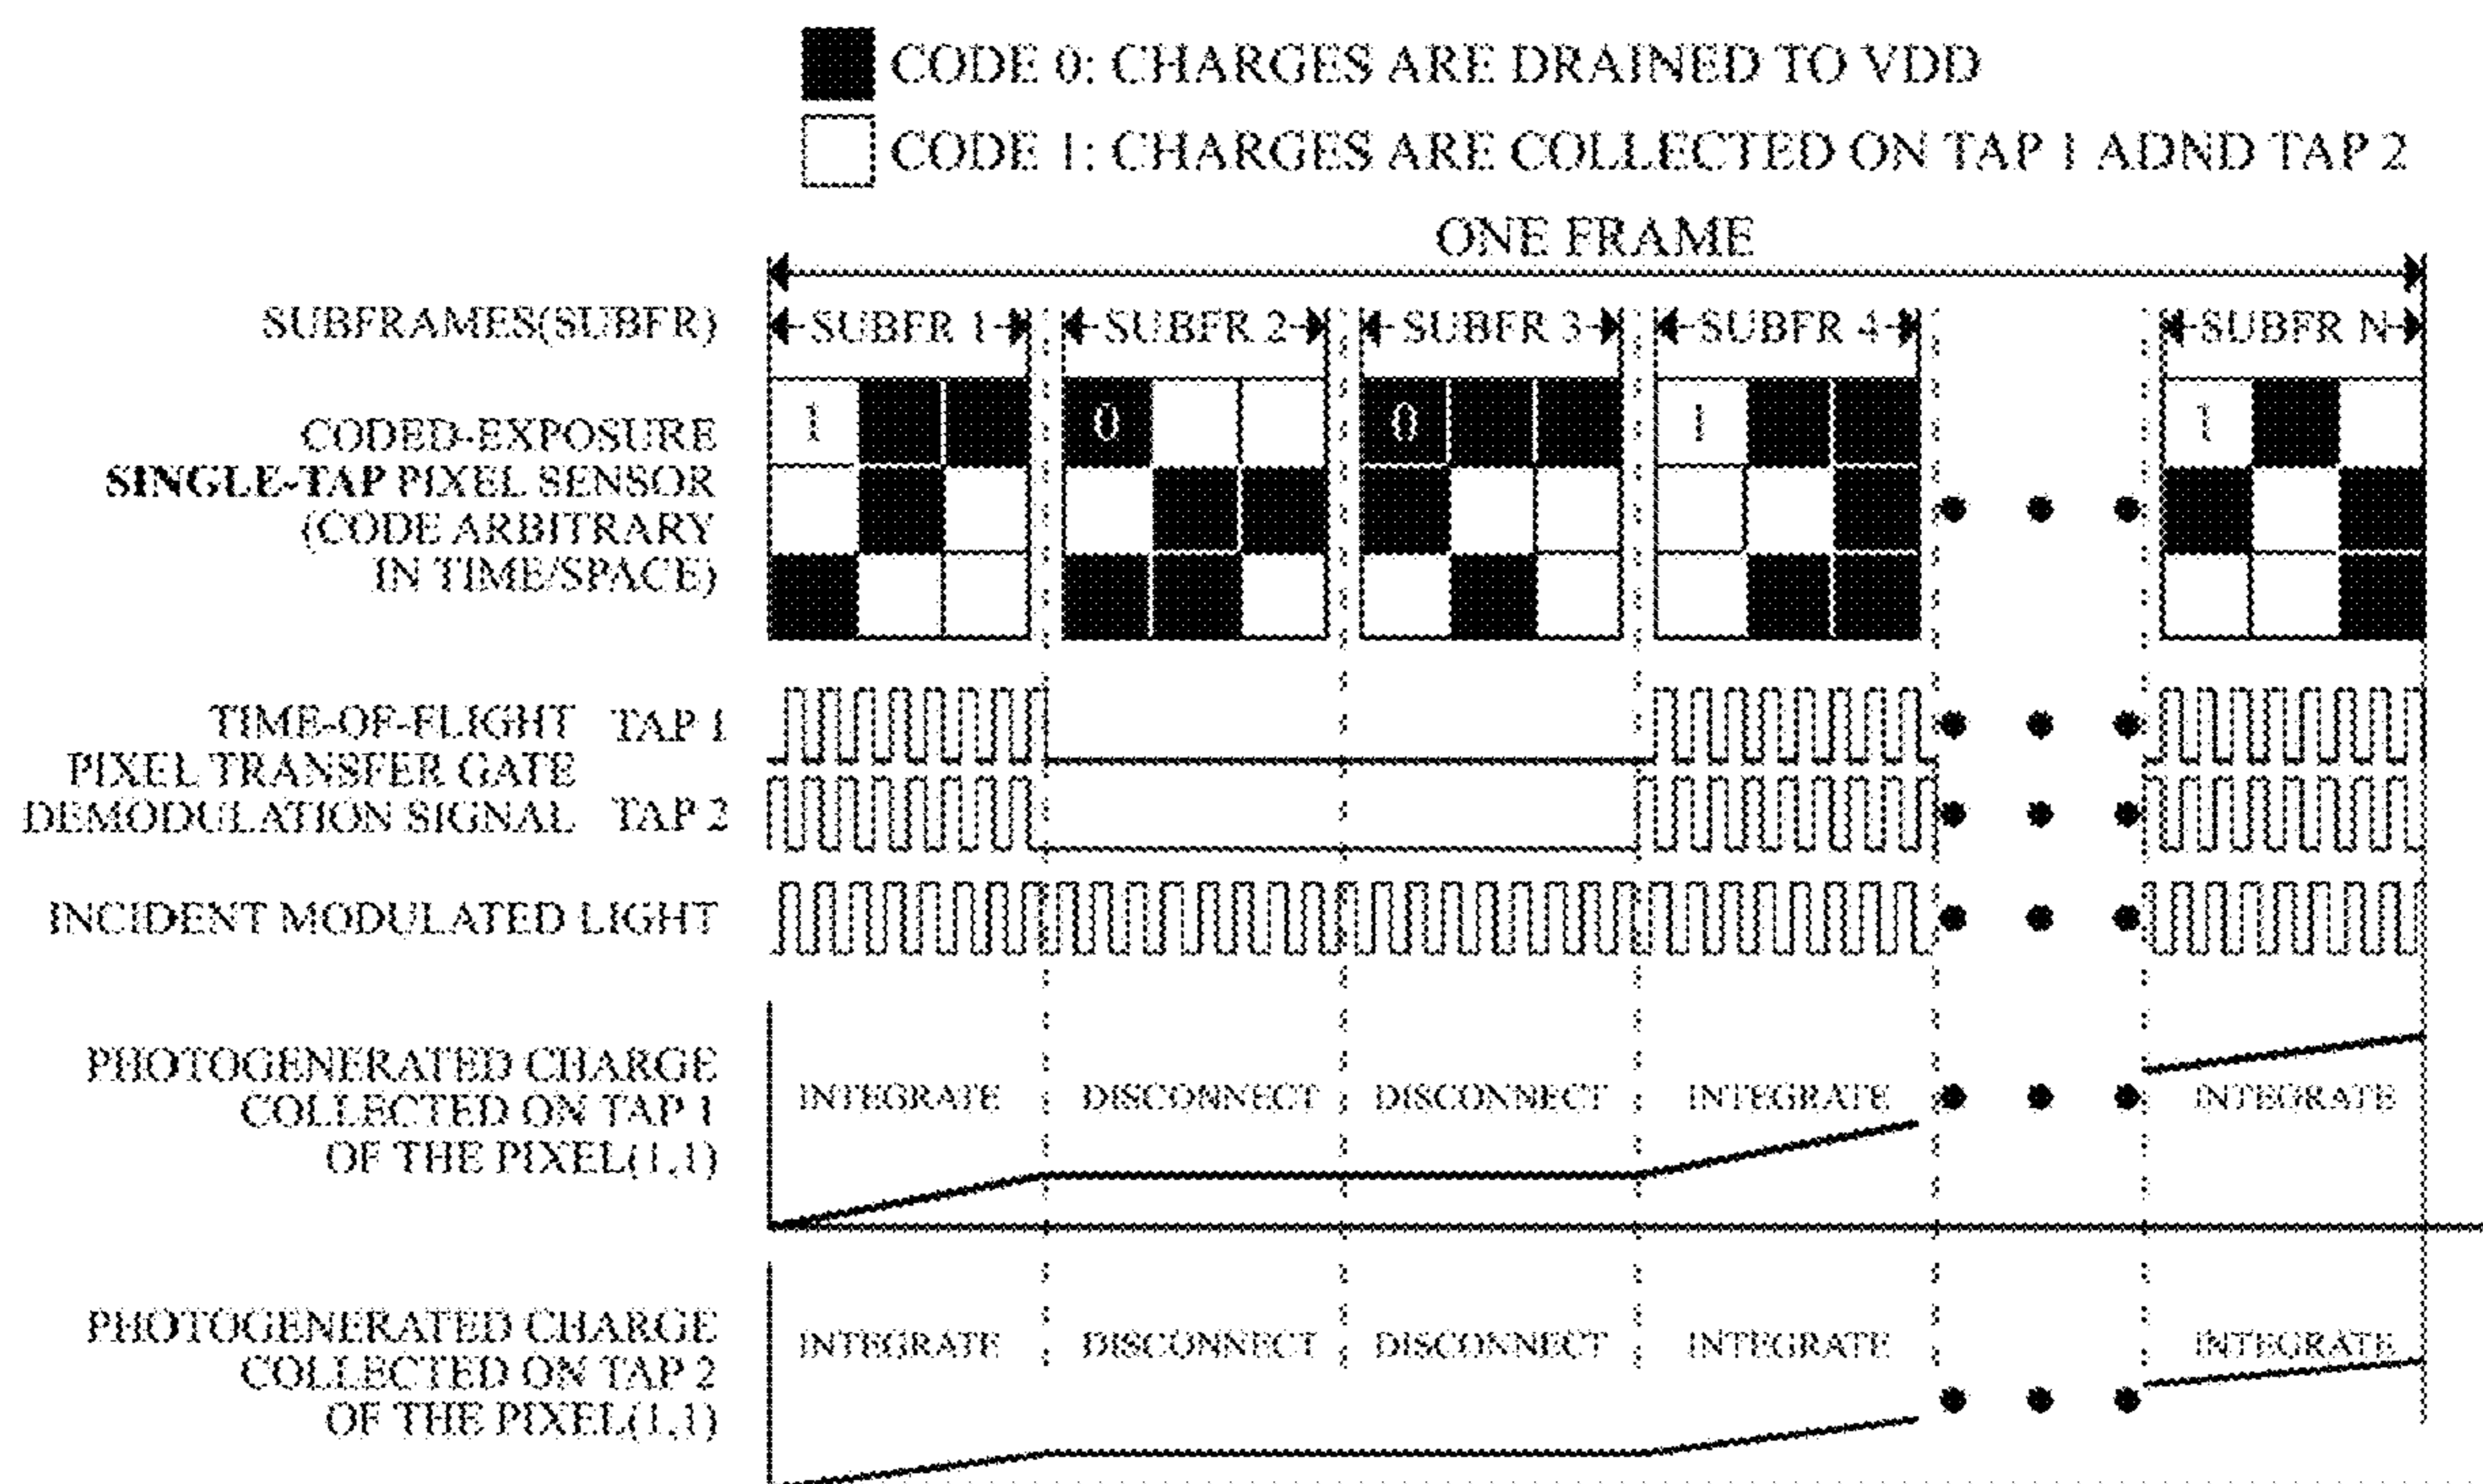 CODE 0: CHARGES ARE DRAINED TO VDD
CODE 1: CHARGES ARE COLLECTED ON TAP 1 ADND TAP 2
ONE FRAME
SUBFRAMES(SUBFR)
SUBFR 1
SUBFR 2
SUBFR 3
SUBFR 4
SUBFR N
1
0
0
1
1
CODED-EXPOSURE
SINGLE-TAP PIXEL SENSOR
(CODE ARBITRARY
IN TIME/SPACE)
TIME-OF-FLIGHT
PIXEL TRANSFER GATE
DEMODULATION SIGNAL
TAP 1
TAP 2
INCIDENT MODULATED LIGHT
PHOTOGENERATED CHARGE
COLLECTED ON TAP 1
OF THE PIXEL(1,1)
INTEGRATE
DISCONNECT
DISCONNECT
INTEGRATE
INTEGRATE
PHOTOGENERATED CHARGE
COLLECTED ON TAP 2
OF THE PIXEL(1,1)
INTEGRATE
DISCONNECT
DISCONNECT
INTEGRATE
INTEGRATE